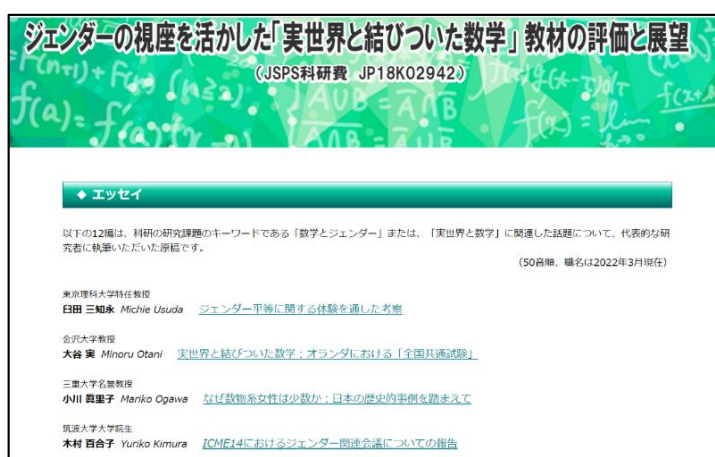 ジェンダーの視座を活かした「実世界と結びついた数学」教材の評価と展望
（JSPS科研費 JP18K02942）
◆ エッセイ
以下の12編は、科研の研究課題のキーワードである「数学とジェンダー」または、「実世界と数学」に関連した話題について、代表的な研
究者に執筆いただいた原稿です。
（50音順、職名は2022年3月現在）
東京理科大学特任教授
臼田 三知永 Michie Usuda ジェンダー平等に関する体験を通した考察
金沢大学教授
大谷 実 Minoru Otani 実世界と結びついた数学：オランダにおける「全国共通試験」
三重大学名誉教授
小川 眞里子 Mariko Ogawa なぜ数物系女性は少数か：日本の歴史的事例を踏まえて
筑波大学大学院生
木村 百合子 Yuriko Kimura ICME14におけるジェンダー関連会議についての報告